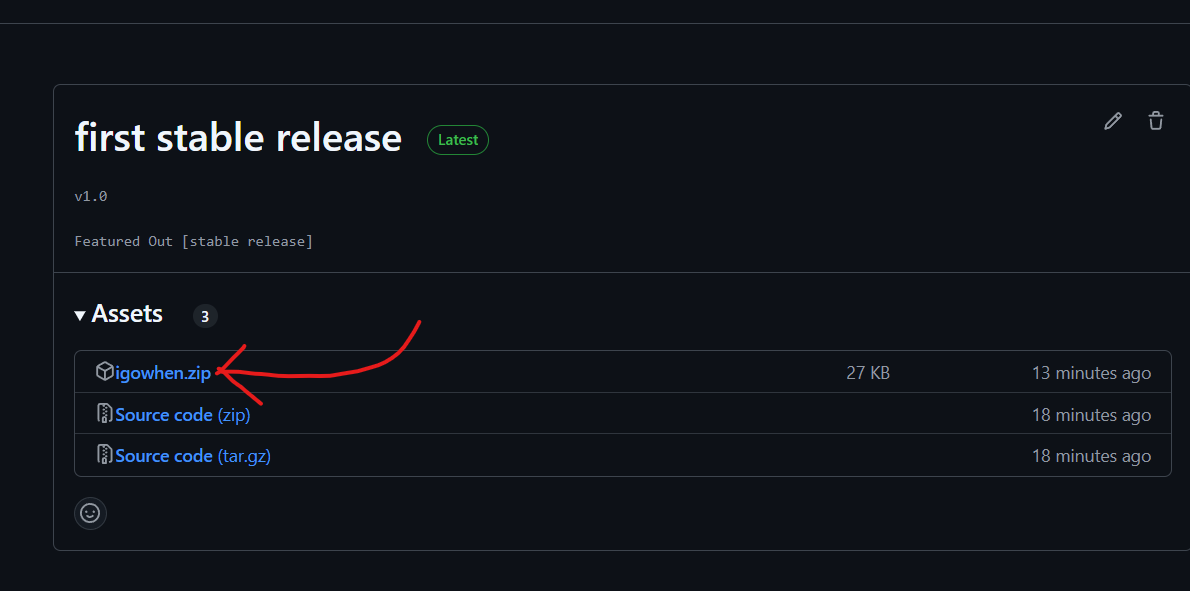 first stable release Latest
v1.0
Featured Out [stable release]
Assets 3
igowhen.zip 27 KB 13 minutes ago
Source code (zip) 18 minutes ago
Source code (tar.gz) 18 minutes ago